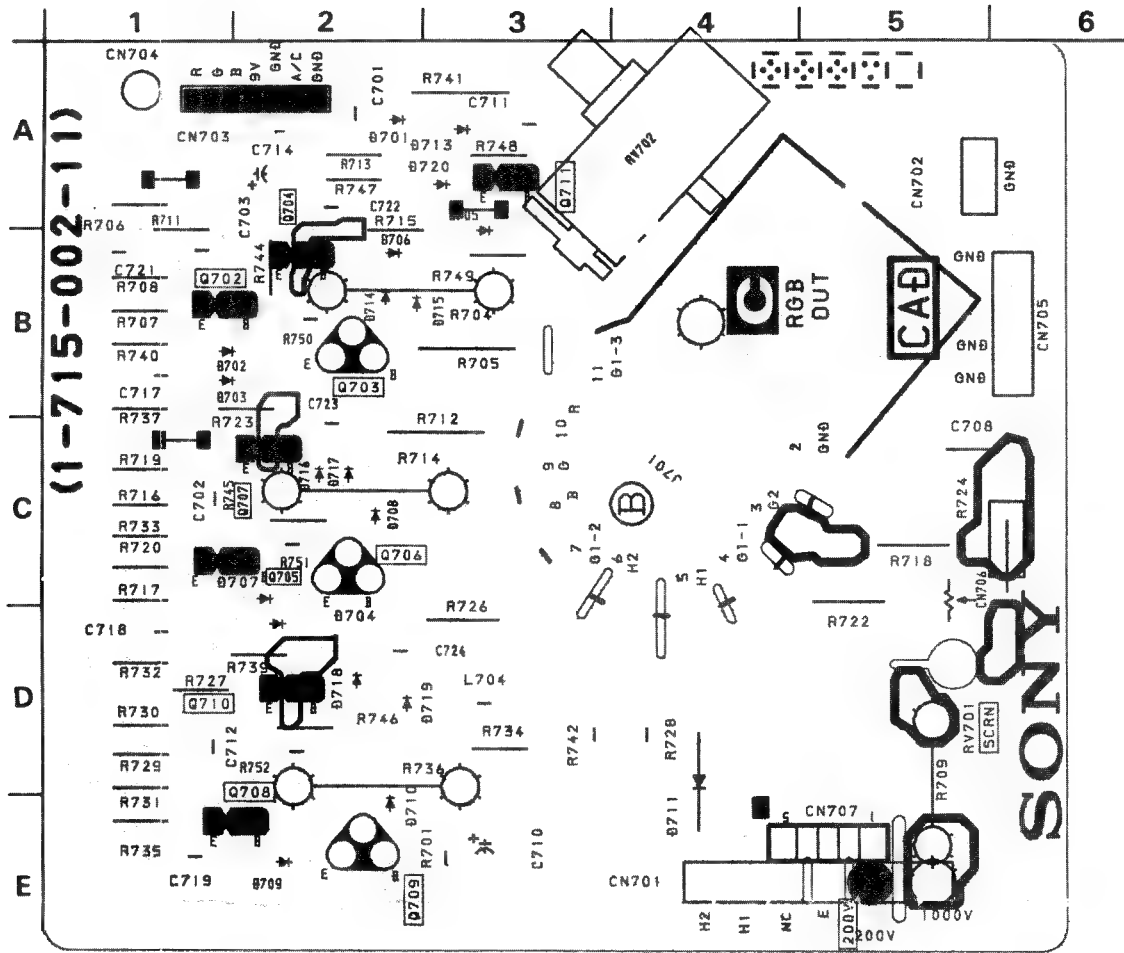 1 2 3 4 5 6
A
B
C
D
E
(1-715-002-11)
CN704
R G B 9V GND A/C GND
CN703
C701
R741
C711
D701
D713
D720
R748
C714
R713
R747
Q711
E B
RV702
CN702
GND
R706
R711
C703
Q704
C722
R715
D706
C721
R708
Q702
R744
E B
R749
D714
D715
R704
E B
R707
R750
RGB
OUT
CAD
GND
GND
GND
CN705
R740
D702
E B
Q703
R705
11 G1-3
C717
D703
C723
R737
R723
R712
10 R
2 GND
C708
R719
E B
D716
D717
R714
9 G
J701
R716
C702
R745
Q707
D708
8 B
B
3 G2
R724
R733
R720
R751
Q706
7 G1-2
6 H2
4 G1-1
R718
E
D707
Q705
E B
5 H1
CN706
R717
D704
R726
R722
C718
R739
C724
R732
R727
Q710
E B
D718
D719
L704
R730
R746
R734
R742
R728
RV701
SCRN
SONY
C712
R729
R752
R736
R709
R731
Q708
D710
D711
CN707
5 1
E B
R735
R701
C710
C719
D709
E B
Q709
CN701
H2 H1 NC E 200V 200V 1000V